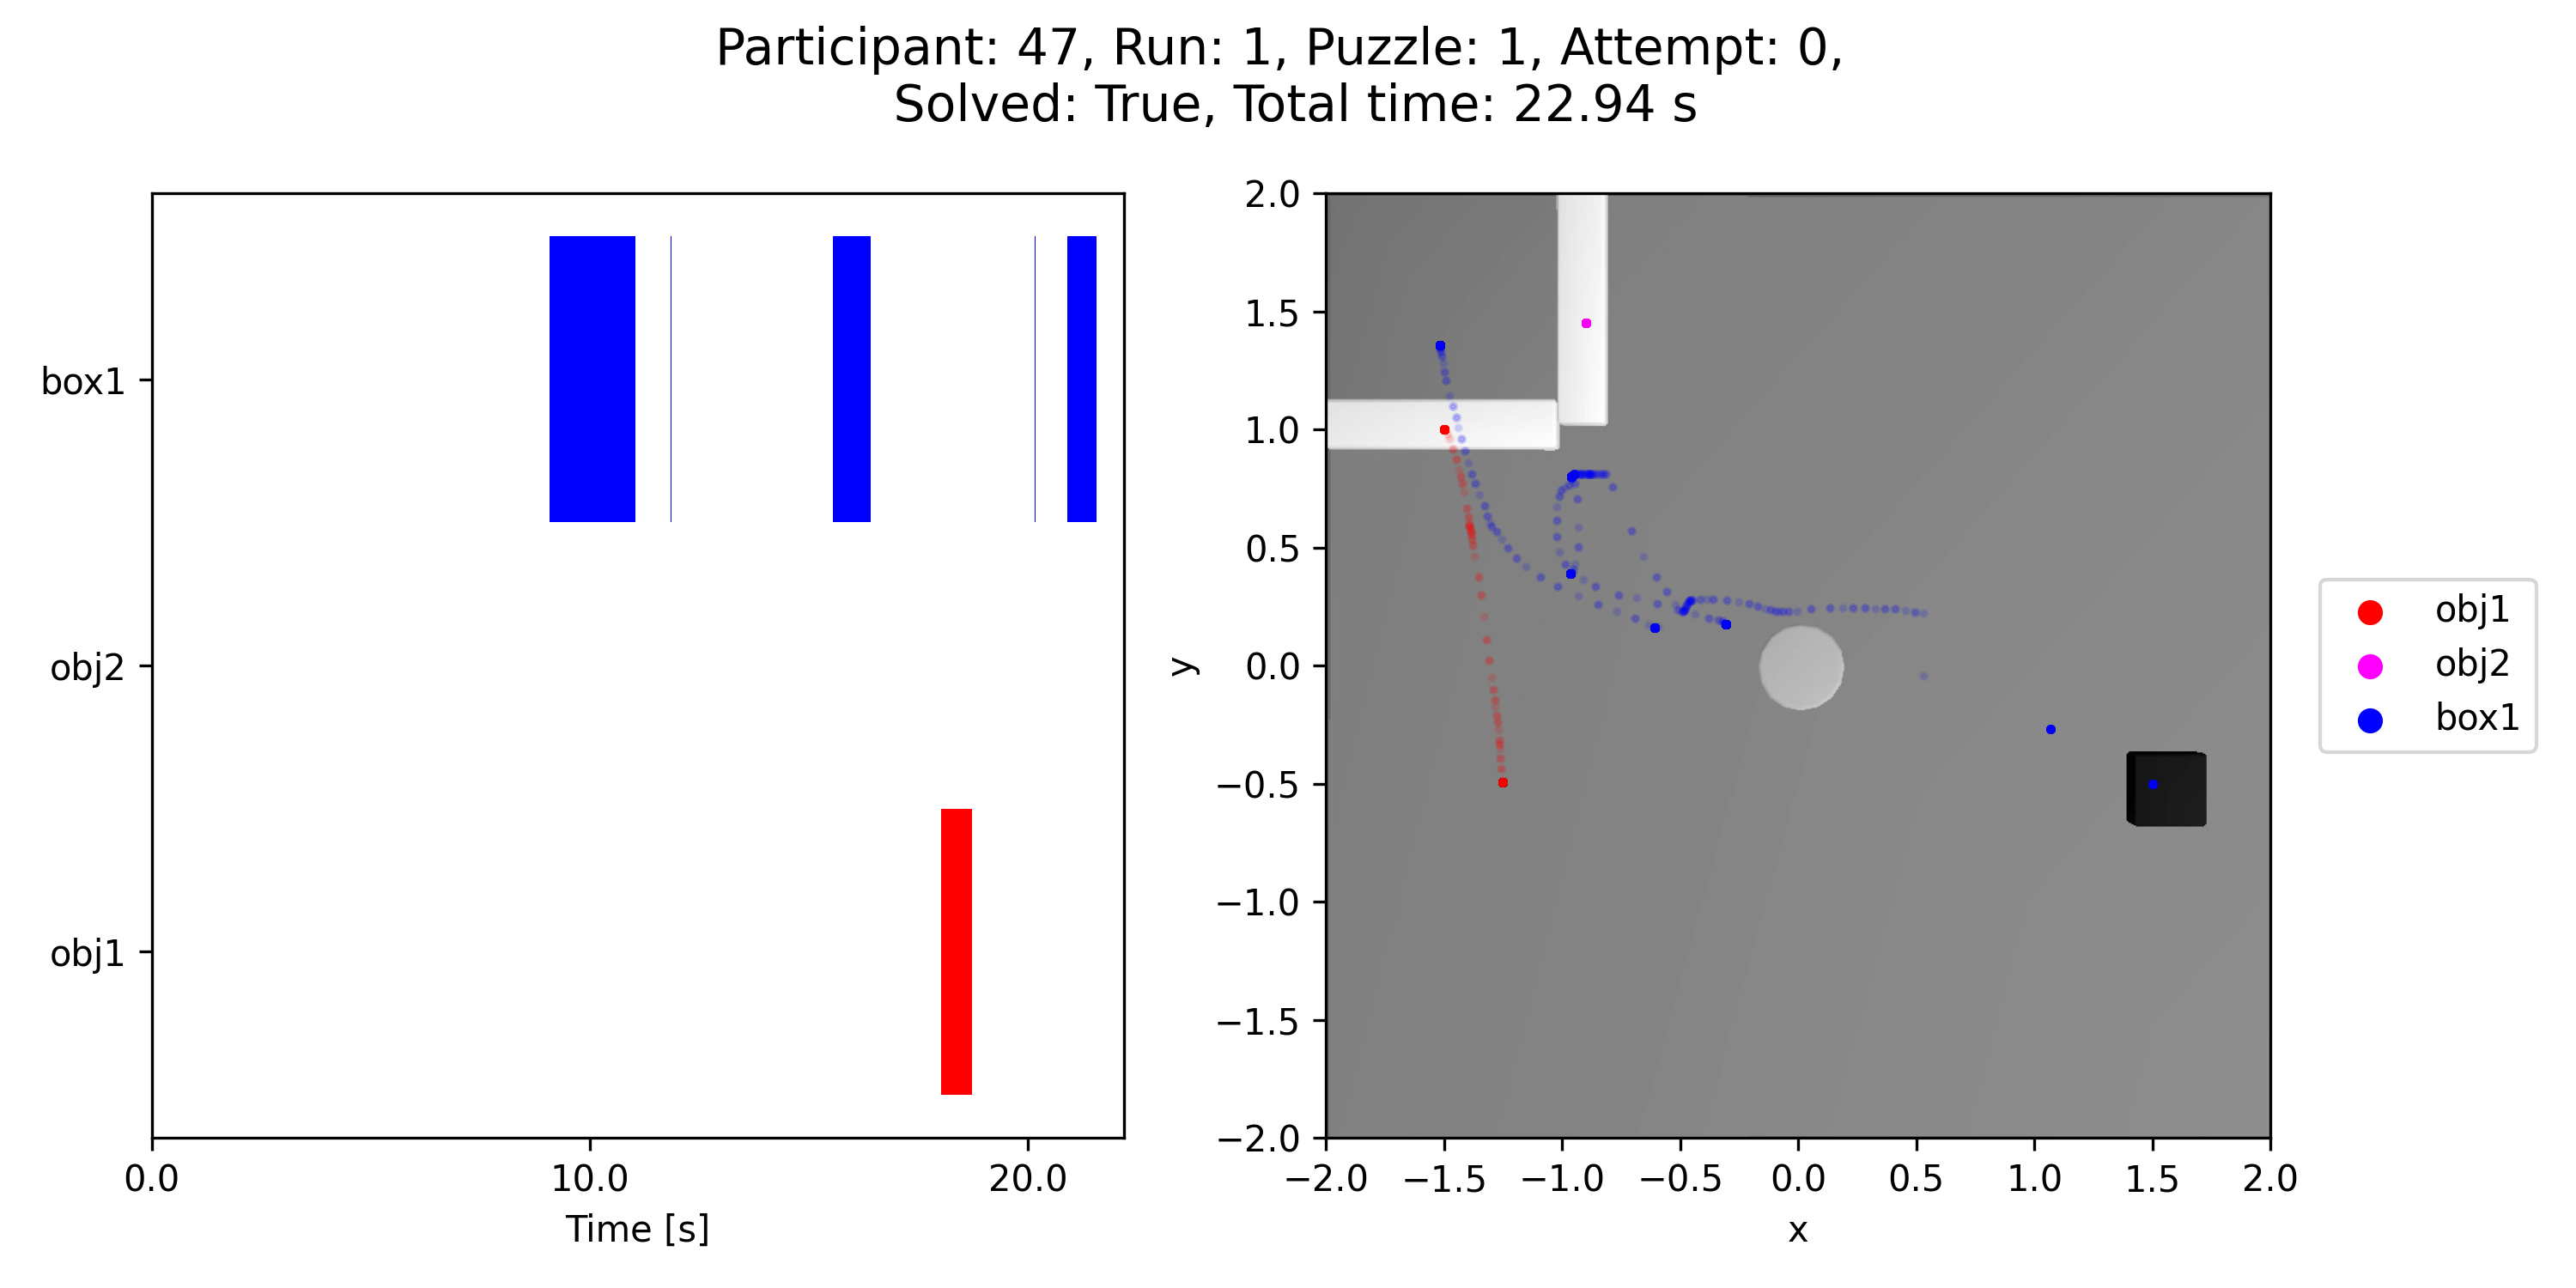 Participant: 47, Run: 1, Puzzle: 1, Attempt: 0,
Solved: True, Total time: 22.94 s
box1
obj2
obj1
0.0
10.0
20.0
Time [s]
2.0
1.5
1.0
0.5
0.0
−0.5
−1.0
−1.5
−2.0
y
−2.0
−1.5
−1.0
−0.5
0.0
0.5
1.0
1.5
2.0
x
obj1
obj2
box1